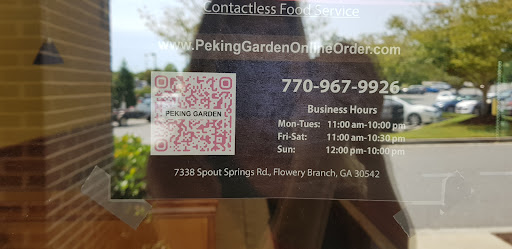 Contactless Food Service
www.PekingGardenOnlineOrder.com
770-967-9926
PEKING GARDEN
Business Hours
Mon-Tues: 11:00 am-10:00 pm
Fri-Sat: 11:00 am-10:30 pm
Sun: 12:00 pm-10:00 pm
7338 Spout Springs Rd., Flowery Branch, GA 30542